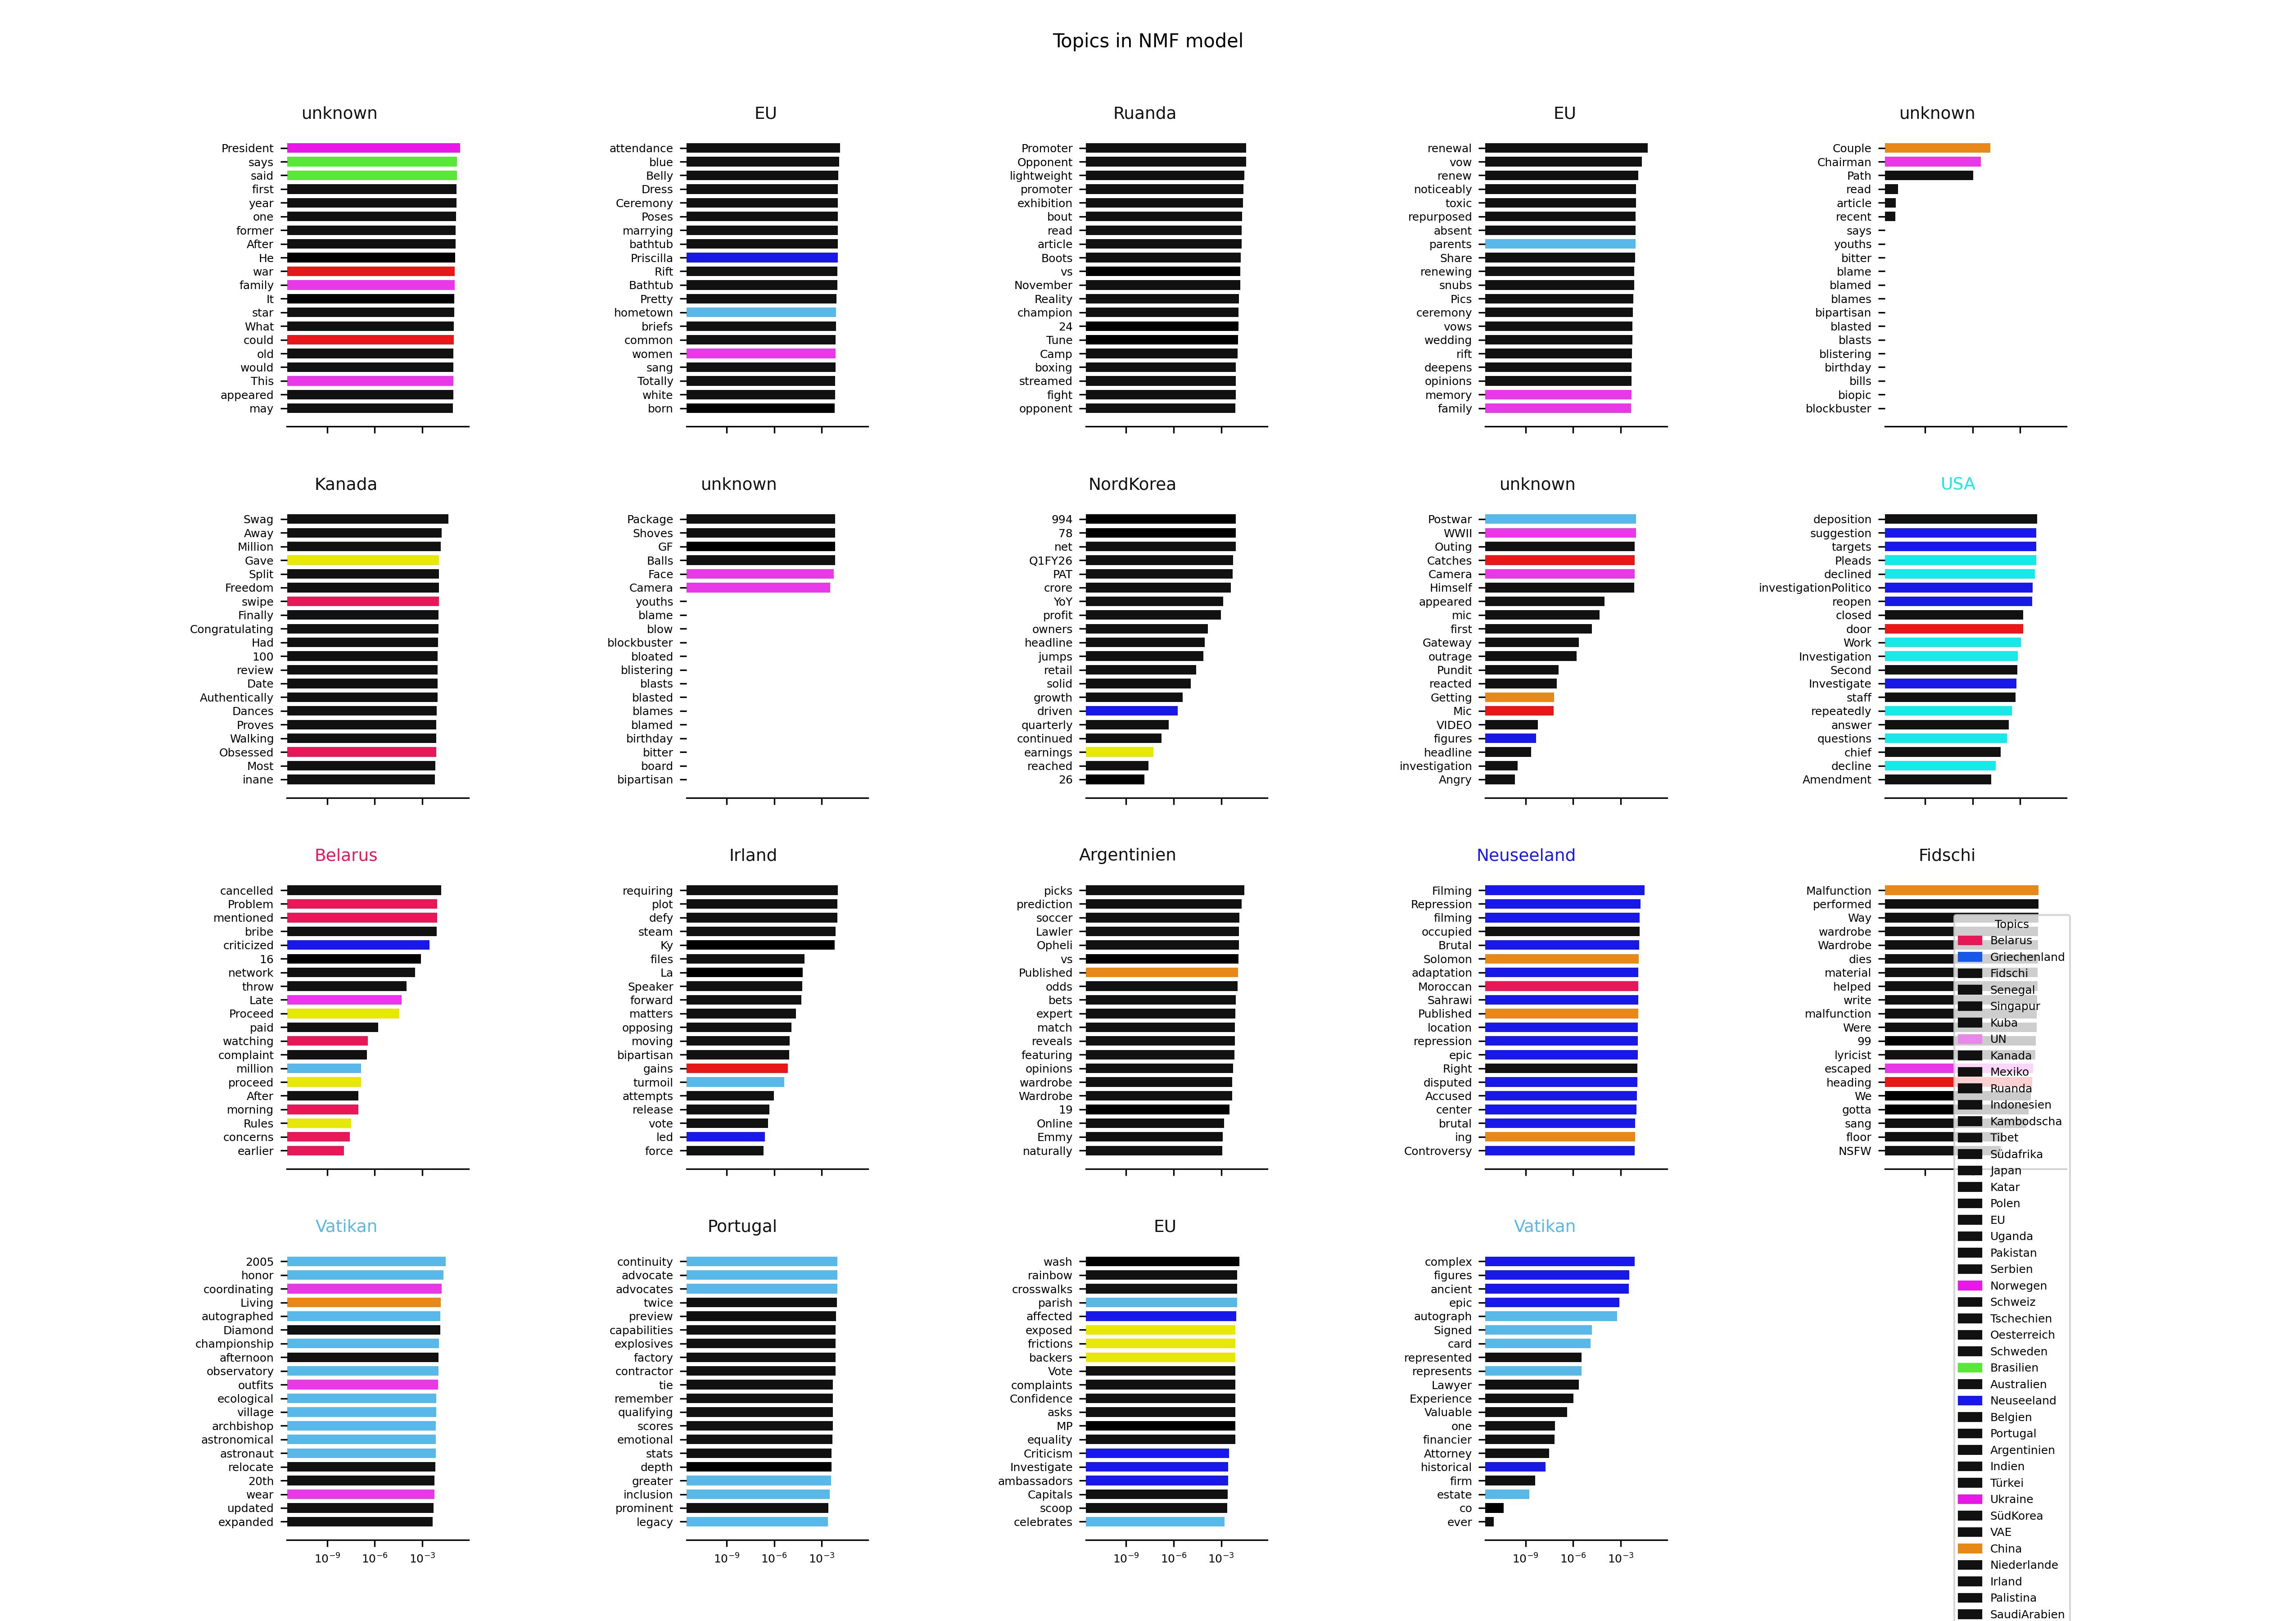 Topics in NMF model
unknown
President
says
said
first
year
one
former
After
He
war
family
It
star
What
could
old
would
This
appeared
may
EU
attendance
blue
Belly
Dress
Ceremony
Poses
marrying
bathtub
Priscilla
Rift
Bathtub
Pretty
hometown
briefs
common
women
sang
Totally
white
born
Ruanda
Promoter
Opponent
lightweight
promoter
exhibition
bout
read
article
Boots
vs
November
Reality
champion
24
Tune
Camp
boxing
streamed
fight
opponent
EU
renewal
vow
renew
noticeably
toxic
repurposed
absent
parents
Share
renewing
snubs
Pics
ceremony
vows
wedding
rift
deepens
opinions
memory
family
unknown
Couple
Chairman
Path
read
article
recent
says
youths
bitter
blame
blamed
blames
bipartisan
blasted
blasts
blistering
birthday
bills
biopic
blockbuster
Kanada
Swag
Away
Million
Gave
Split
Freedom
swipe
Finally
Congratulating
Had
100
review
Date
Authentically
Dances
Proves
Walking
Obsessed
Most
inane
unknown
Package
Shoves
GF
Balls
Face
Camera
youths
blame
blow
blockbuster
bloated
blistering
blasts
blasted
blames
blamed
birthday
bitter
board
bipartisan
NordKorea
994
78
net
Q1FY26
PAT
crore
YoY
profit
owners
headline
jumps
retail
solid
growth
driven
quarterly
continued
earnings
reached
26
unknown
Postwar
WWII
Outing
Catches
Camera
Himself
appeared
mic
first
Gateway
outrage
Pundit
reacted
Getting
Mic
VIDEO
figures
headline
investigation
Angry
USA
deposition
suggestion
targets
Pleads
declined
investigationPolitico
reopen
closed
door
Work
Investigation
Second
Investigate
staff
repeatedly
answer
questions
chief
decline
Amendment
Belarus
cancelled
Problem
mentioned
bribe
criticized
16
network
throw
Late
Proceed
paid
watching
complaint
million
proceed
After
morning
Rules
concerns
earlier
Irland
requiring
plot
defy
steam
Ky
files
La
Speaker
forward
matters
opposing
moving
bipartisan
gains
turmoil
attempts
release
vote
led
force
Argentinien
picks
prediction
soccer
Lawler
Opheli
vs
Published
odds
bets
expert
match
reveals
featuring
opinions
wardrobe
Wardrobe
19
Online
Emmy
naturally
Neuseeland
Filming
Repression
filming
occupied
Brutal
Solomon
adaptation
Moroccan
Sahrawi
Published
location
repression
epic
Right
disputed
Accused
center
brutal
ing
Controversy
Fidschi
Malfunction
performed
Way
wardrobe
Wardrobe
dies
material
helped
write
malfunction
Were
99
lyricist
escaped
heading
We
gotta
sang
floor
NSFW
Topics
Belarus
Griechenland
Fidschi
Senegal
Singapur
Kuba
UN
Kanada
Mexiko
Ruanda
Indonesien
Kambodscha
Tibet
Südafrika
Japan
Katar
Polen
EU
Uganda
Pakistan
Serbien
Norwegen
Schweiz
Tschechien
Oesterreich
Schweden
Brasilien
Australien
Neuseeland
Belgien
Portugal
Argentinien
Indien
Türkei
Ukraine
SüdKorea
VAE
China
Niederlande
Irland
Palistina
SaudiArabien
Vatikan
2005
honor
coordinating
Living
autographed
Diamond
championship
afternoon
observatory
outfits
ecological
village
archbishop
astronomical
astronaut
relocate
20th
wear
updated
expanded
10⁻⁹ 10⁻⁶ 10⁻³
Portugal
continuity
advocate
advocates
twice
preview
capabilities
explosives
factory
contractor
tie
remember
qualifying
scores
emotional
stats
depth
greater
inclusion
prominent
legacy
10⁻⁹ 10⁻⁶ 10⁻³
EU
wash
rainbow
crosswalks
parish
affected
exposed
frictions
backers
Vote
complaints
Confidence
asks
MP
equality
Criticism
Investigate
ambassadors
Capitals
scoop
celebrates
10⁻⁹ 10⁻⁶ 10⁻³
Vatikan
complex
figures
ancient
epic
autograph
Signed
card
represented
represents
Lawyer
Experience
Valuable
one
financier
Attorney
historical
firm
estate
co
ever
10⁻⁹ 10⁻⁶ 10⁻³